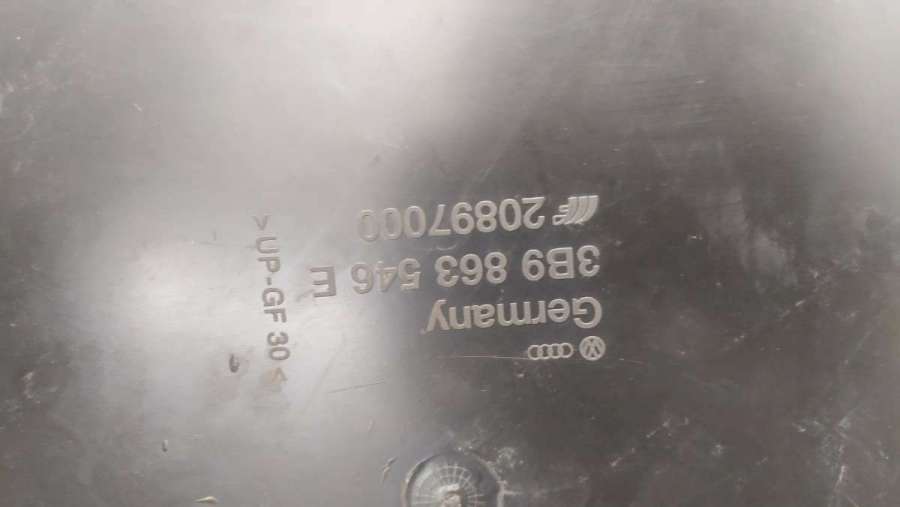 Germany
3B9 863 546 E
20897000
>UP-GF 30<